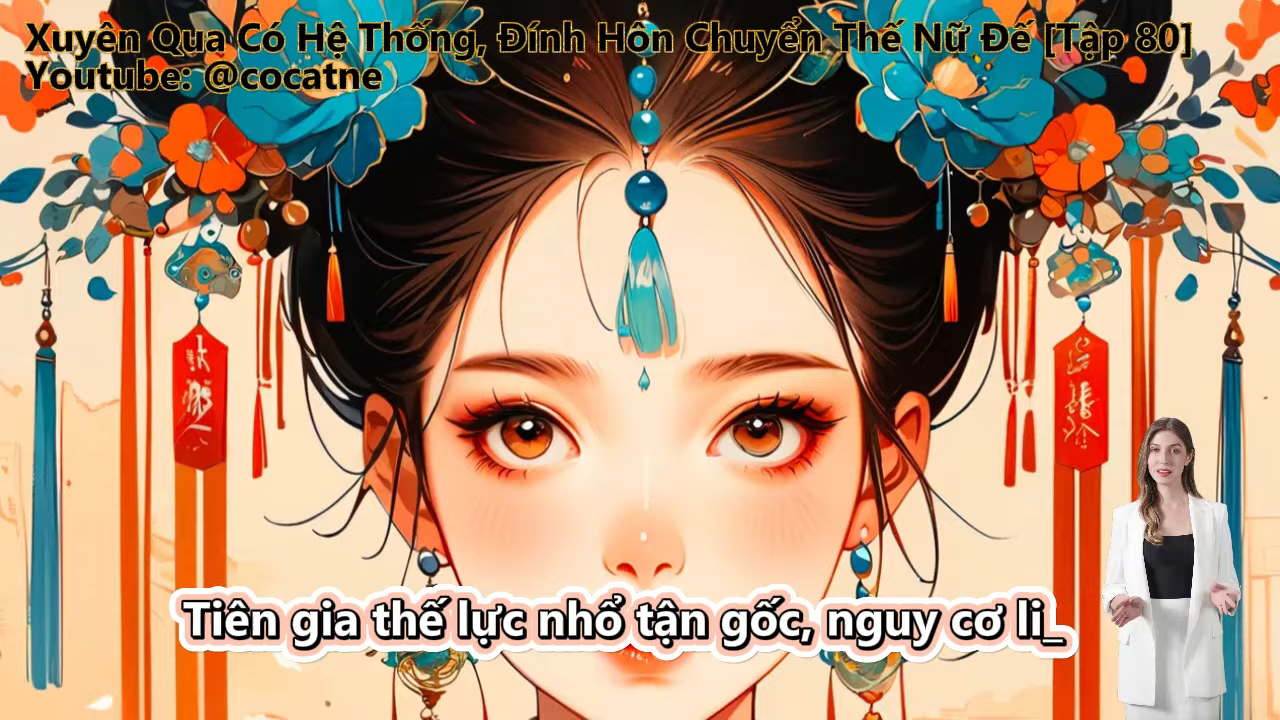 Xuyên Qua Có Hệ Thống, Đính Hôn Chuyển Thế Nữ Đế [Tập 80]
Youtube: @cocatne
Tiên gia thế lực nhổ tận gốc, nguy cơ li_